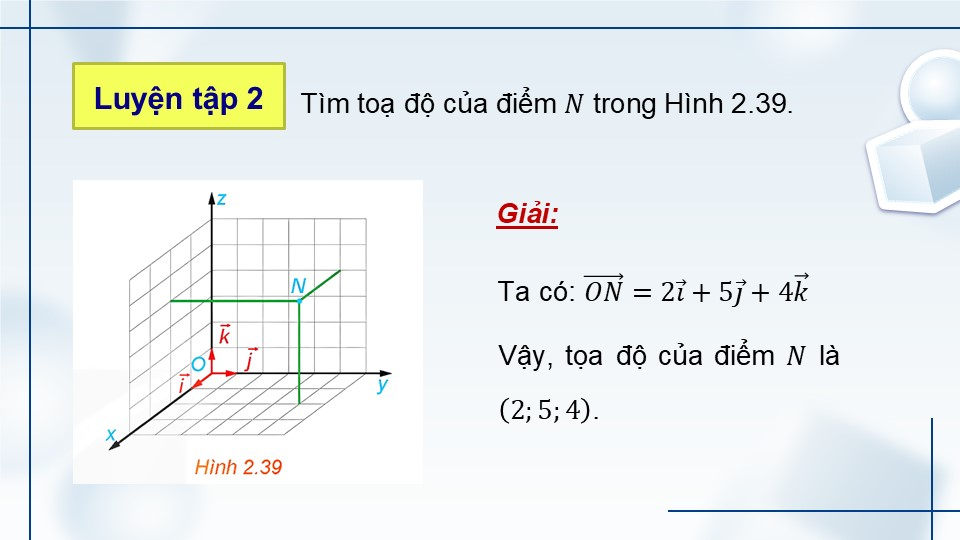 Luyện tập 2
Tìm toạ độ của điểm 𝑁 trong Hình 2.39.
z
N
k⃗
O
j⃗
i⃗
y
x
Hình 2.39
Giải:
Ta có: 𝑂𝑁⃗ = 2𝑖⃗ + 5𝑗⃗ + 4𝑘⃗
Vậy, tọa độ của điểm 𝑁 là
(2; 5; 4).